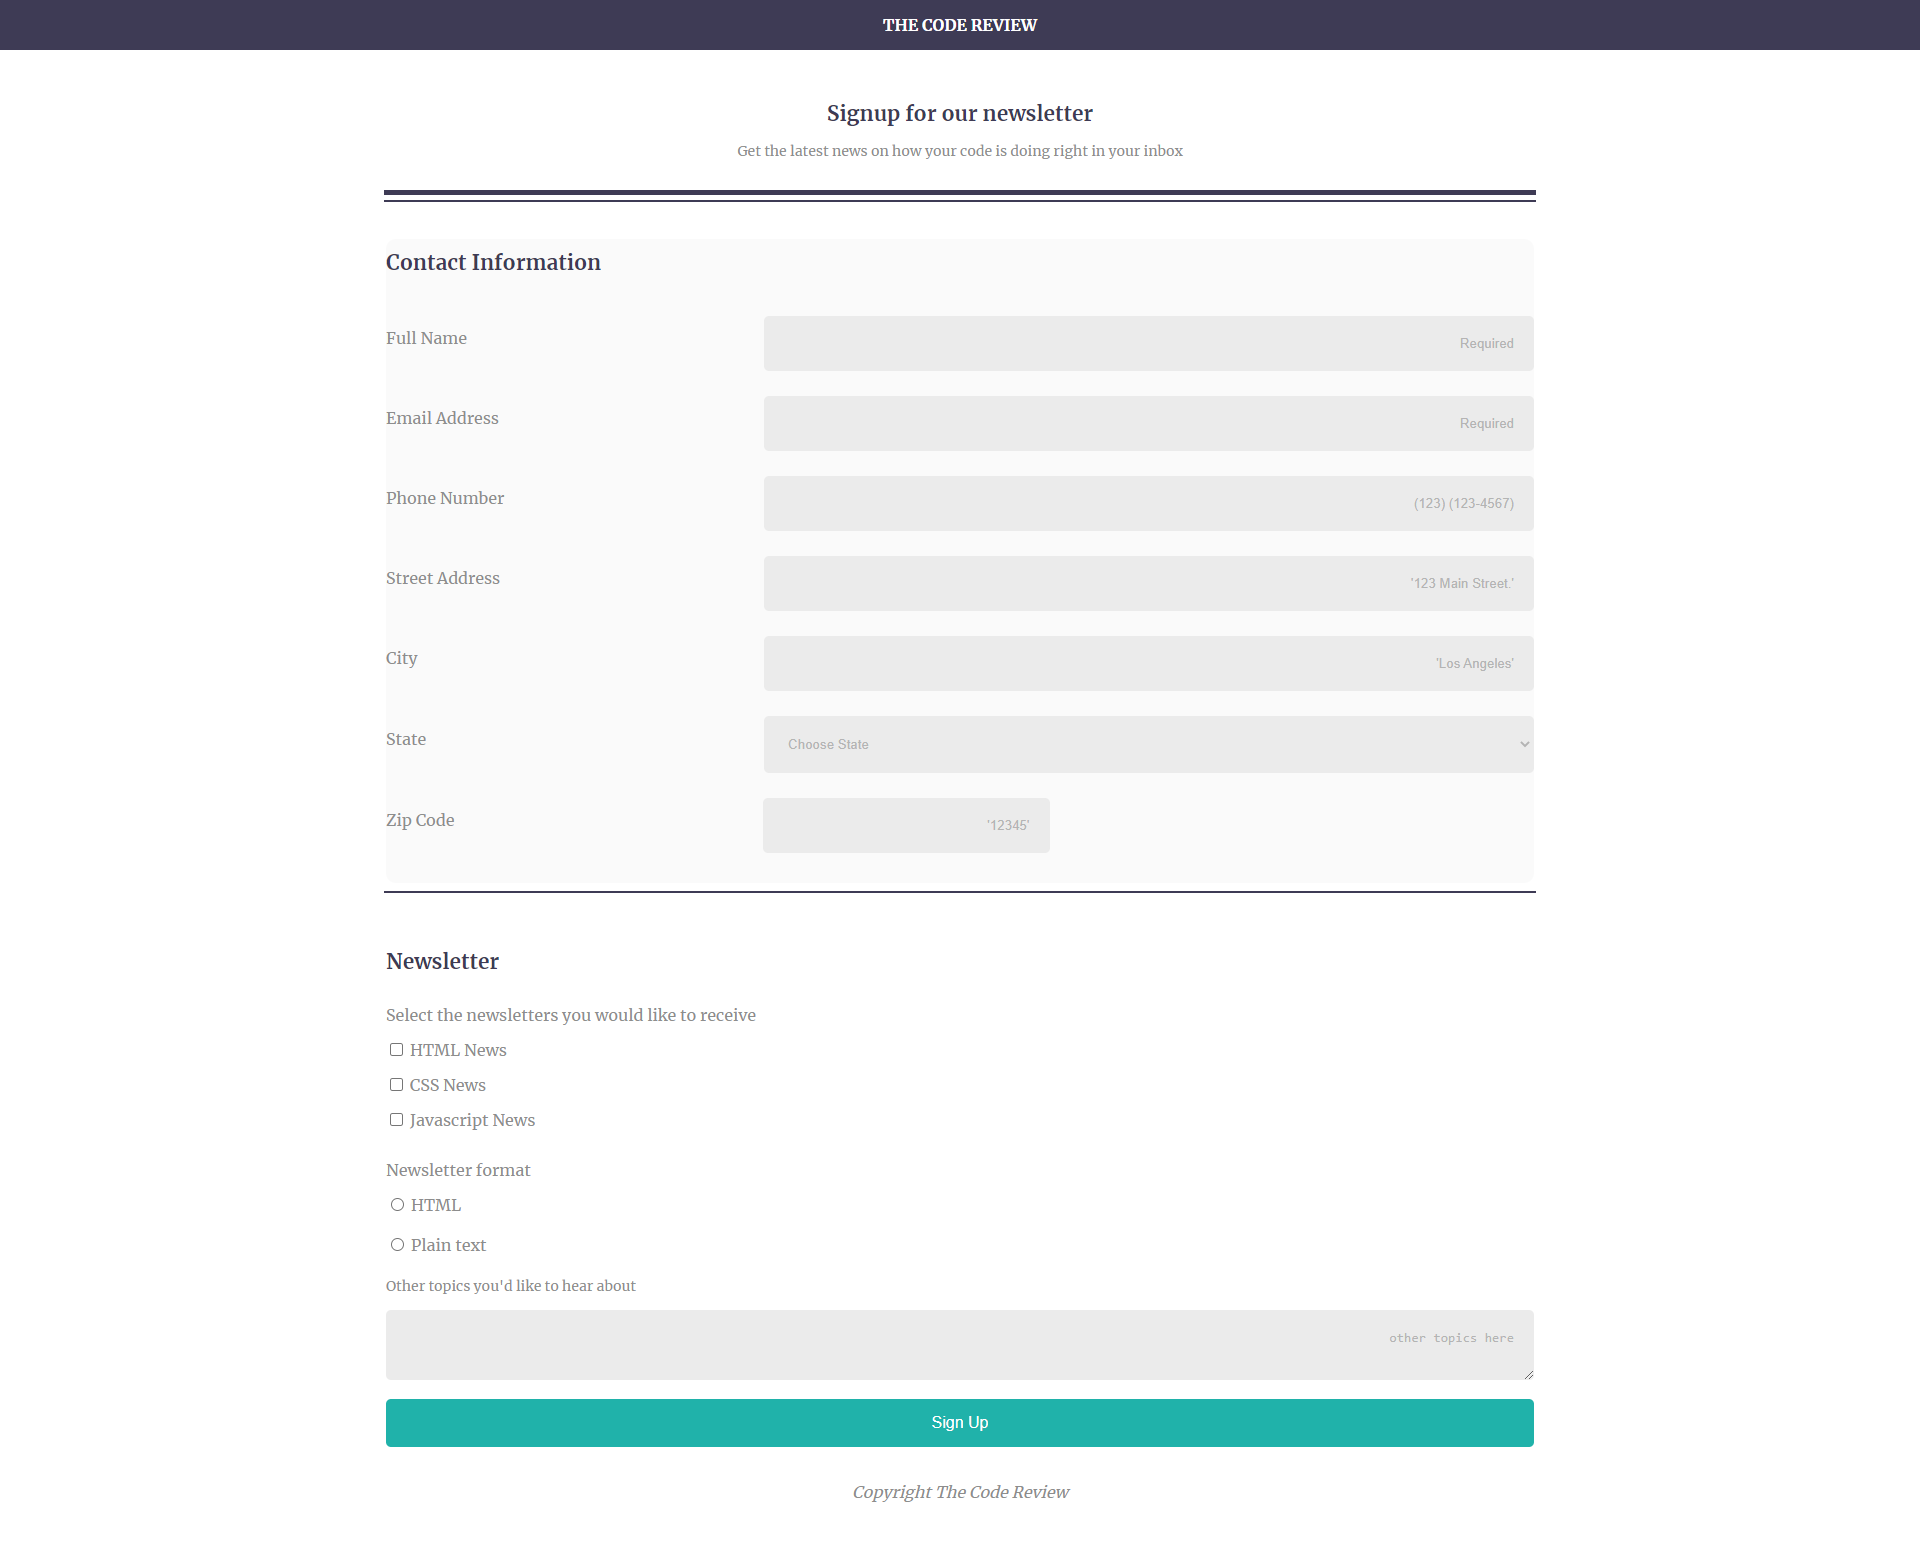 THE CODE REVIEW
Signup for our newsletter
Get the latest news on how your code is doing right in your inbox
Contact Information
Full Name Required
Email Address Required
Phone Number (123) (123-4567)
Street Address '123 Main Street.'
City 'Los Angeles'
State Choose State
Zip Code '12345'
Newsletter
Select the newsletters you would like to receive
HTML News
CSS News
Javascript News
Newsletter format
HTML
Plain text
Other topics you'd like to hear about
other topics here
Sign Up
Copyright The Code Review